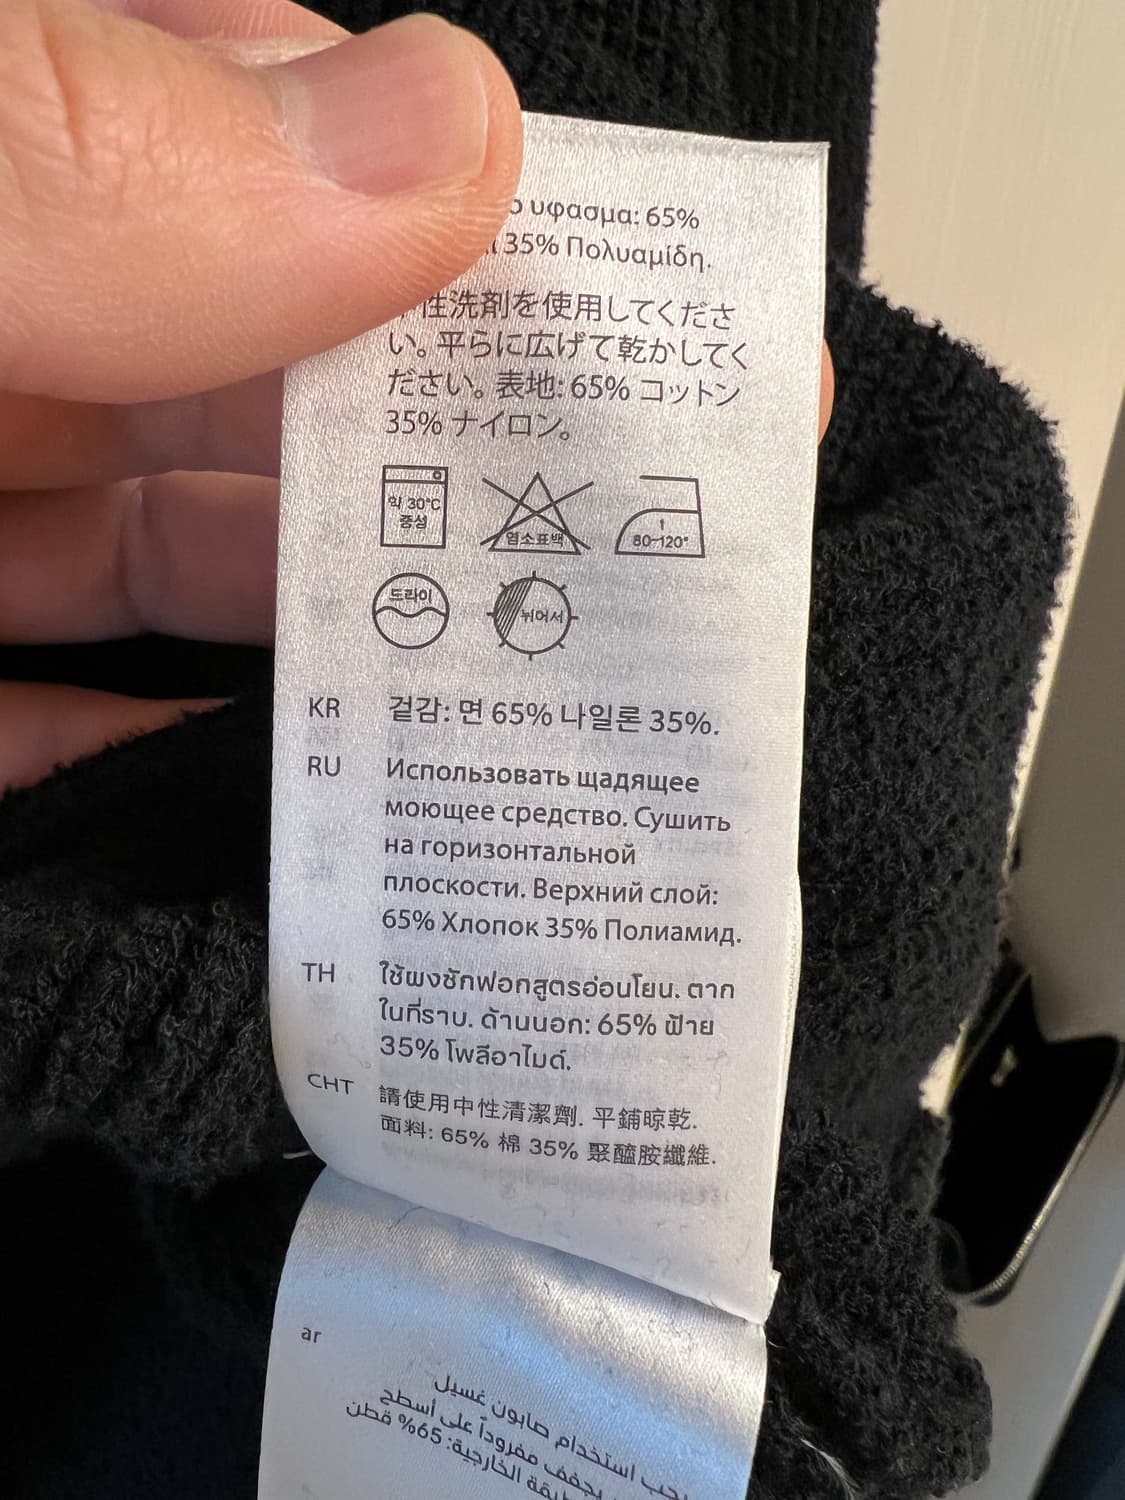 ύφασμα: 65%
35% Πολυαμίδη.
性洗剤を使用してくださ
い。平らに広げて乾かしてく
ださい。表地: 65% コットン
35% ナイロン。
약 30°C
중성
염소표백
80~120°
드라이
뉘어서
KR 겉감: 면 65% 나일론 35%.
RU Использовать щадящее
моющее средство. Сушить
на горизонтальной
плоскости. Верхний слой:
65% Хлопок 35% Полиамид.
TH ใช้ผงซักฟอกสูตรอ่อนโยน. ตาก
ในที่ราบ. ด้านนอก: 65% ฝ้าย
35% โพลีอาไมด์.
CHT 請使用中性清潔劑. 平鋪晾乾.
面料: 65% 棉 35% 聚醯胺纖維.
ar
استخدام صابون غسيل
يجفف مفروداً على أسطح
الخارجية: 65% قطن